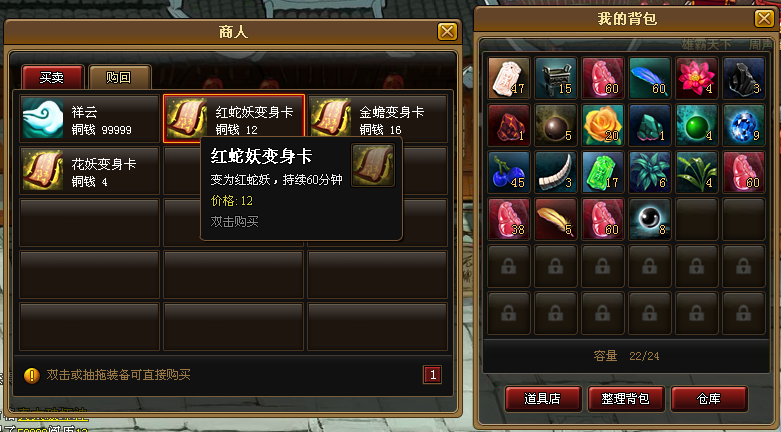 商人
买卖
购回
祥云
铜钱 99999
红蛇妖变身卡
铜钱 12
金蟾变身卡
铜钱 16
花妖变身卡
铜钱 4
红蛇妖变身卡
变为红蛇妖，持续60分钟
价格: 12
双击购买
双击或抽拖装备可直接购买
1
我的背包
雄霸天下
47 15 60 60 4 3
1 5 20 1 4 9
45 3 17 6 4 60
38 5 60 8
容量 22/24
道具店
整理背包
仓库